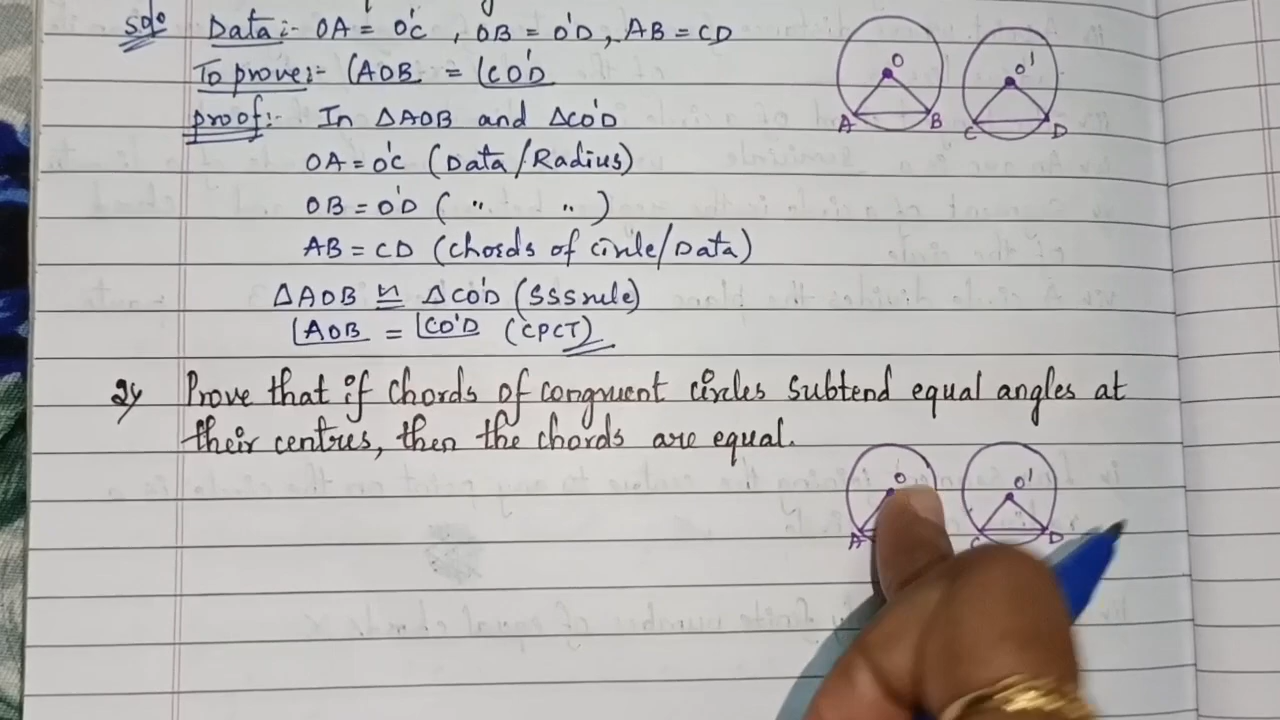 Solo Data:- OA = O'C , OB = O'D, AB = CD
To prove:- ∠AOB = ∠CO'D
proof:- In ΔAOB and ΔCO'D
OA = O'C (Data/Radius)
OB = O'D ( " " )
AB = CD (chords of circle/Data)
ΔAOB ≅ ΔCO'D (SSS rule)
∠AOB = ∠CO'D (CPCT)
O O'
A B C D
2y Prove that if chords of congruent circles subtend equal angles at
their centres, then the chords are equal.
O O'
A C D